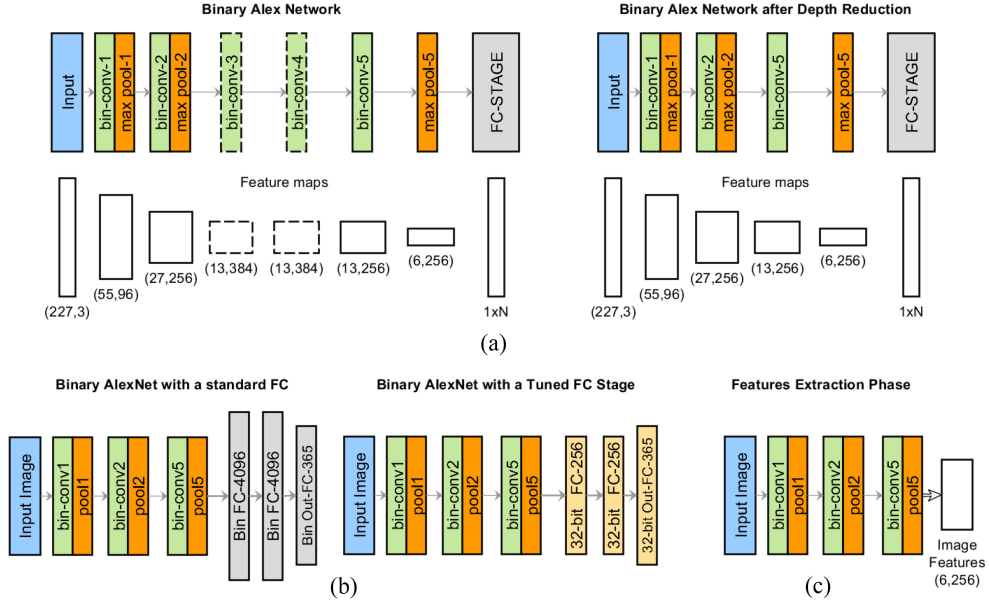 Binary Alex Network
Input
bin-conv-1
max pool-1
bin-conv-2
max pool-2
bin-conv-3
bin-conv-4
bin-conv-5
max pool-5
FC-STAGE
Feature maps
(227,3)
(55,96)
(27,256)
(13,384)
(13,384)
(13,256)
(6,256)
1xN
Binary Alex Network after Depth Reduction
Input
bin-conv-1
max pool-1
bin-conv-2
max pool-2
bin-conv-5
max pool-5
FC-STAGE
Feature maps
(227,3)
(55,96)
(27,256)
(13,256)
(6,256)
1xN
(a)
Binary AlexNet with a standard FC
Input Image
bin-conv1
pool1
bin-conv2
pool2
bin-conv5
pool5
Bin FC-4096
Bin FC-4096
Bin Out-FC-365
Binary AlexNet with a Tuned FC Stage
Input Image
bin-conv1
pool1
bin-conv2
pool2
bin-conv5
pool5
32-bit FC-256
32-bit FC-256
32-bit Out-FC-365
(b)
Features Extraction Phase
Input Image
bin-conv1
pool1
bin-conv2
pool2
bin-conv5
pool5
Image
Features
(6,256)
(c)